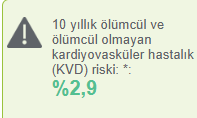 10 yıllık ölümcül ve
ölümcül olmayan
kardiyovasküler hastalık
(KVD) riski: *:
%2,9